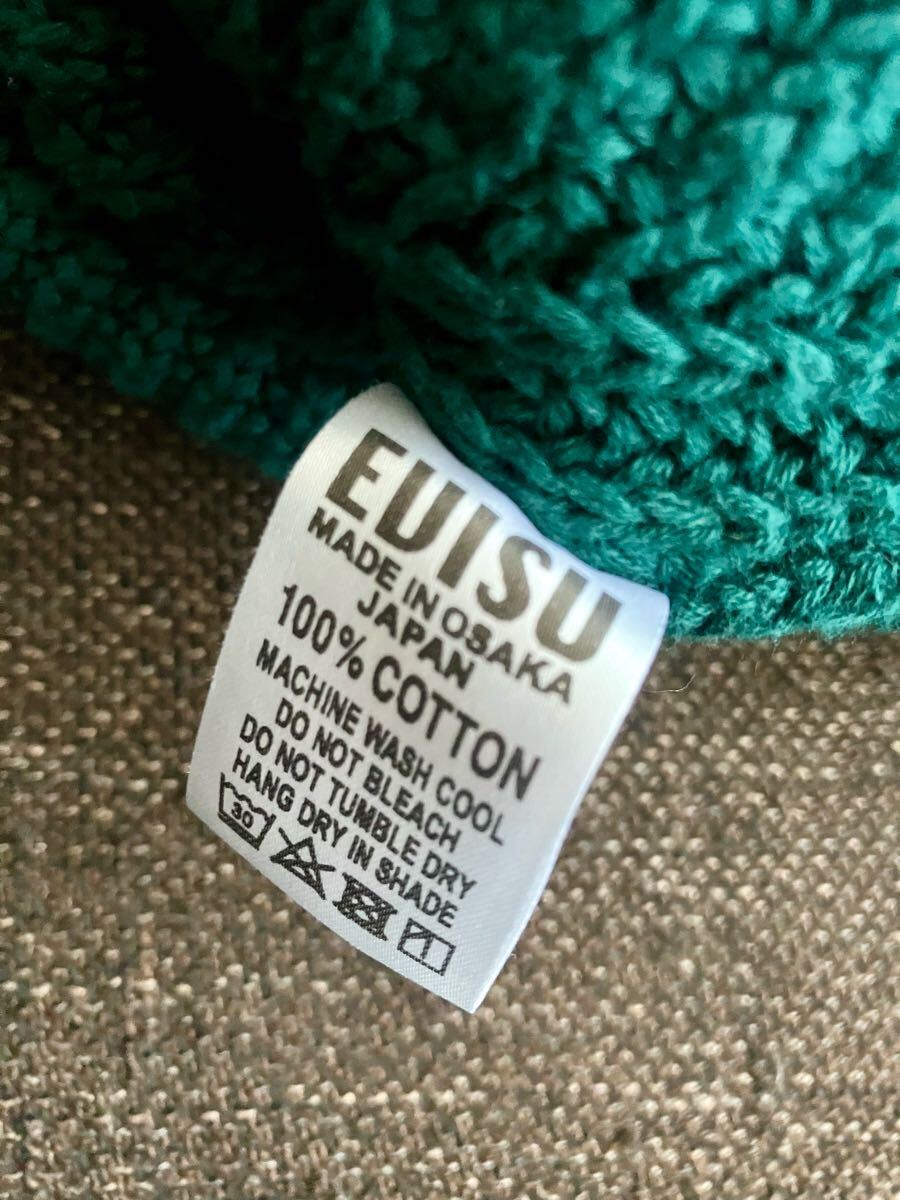 EVISU
MADE IN OSAKA
JAPAN
100% COTTON
MACHINE WASH COOL
DO NOT BLEACH
DO NOT TUMBLE DRY
HANG DRY IN SHADE
30